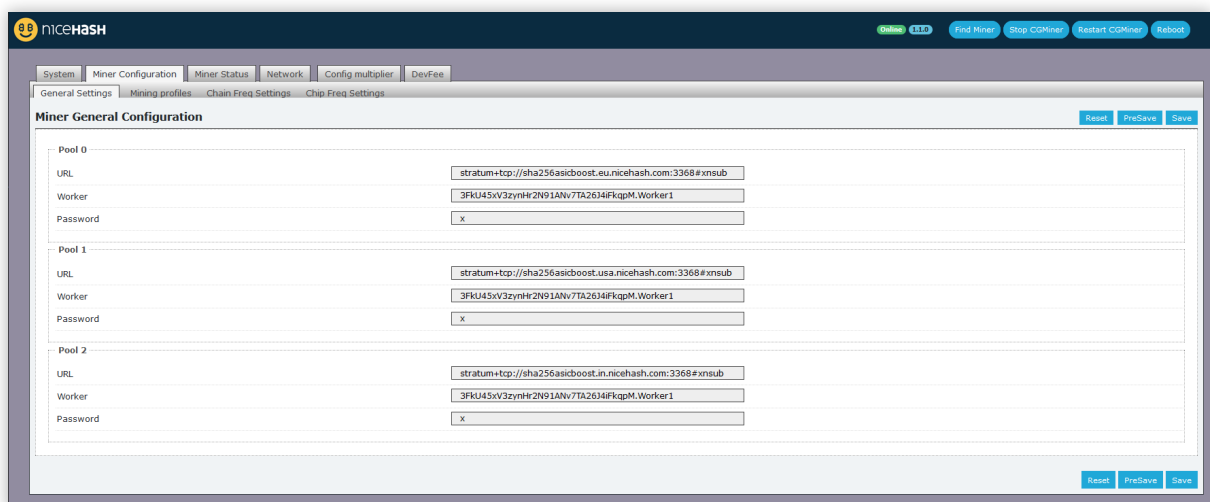 niceHash Online 1.1.0 Find Miner Stop CGMiner Restart CGMiner Reboot
System Miner Configuration Miner Status Network Config multiplier DevFee
General Settings Mining profiles Chain Freq Settings Chip Freq Settings
Miner General Configuration Reset PreSave Save
Pool 0
URL stratum+tcp://sha256asicboost.eu.nicehash.com:3368#xnsub
Worker 3FkU45xV3zynHr2N91ANv7TA26J4iFkqpM.Worker1
Password x
Pool 1
URL stratum+tcp://sha256asicboost.usa.nicehash.com:3368#xnsub
Worker 3FkU45xV3zynHr2N91ANv7TA26J4iFkqpM.Worker1
Password x
Pool 2
URL stratum+tcp://sha256asicboost.in.nicehash.com:3368#xnsub
Worker 3FkU45xV3zynHr2N91ANv7TA26J4iFkqpM.Worker1
Password x
Reset PreSave Save